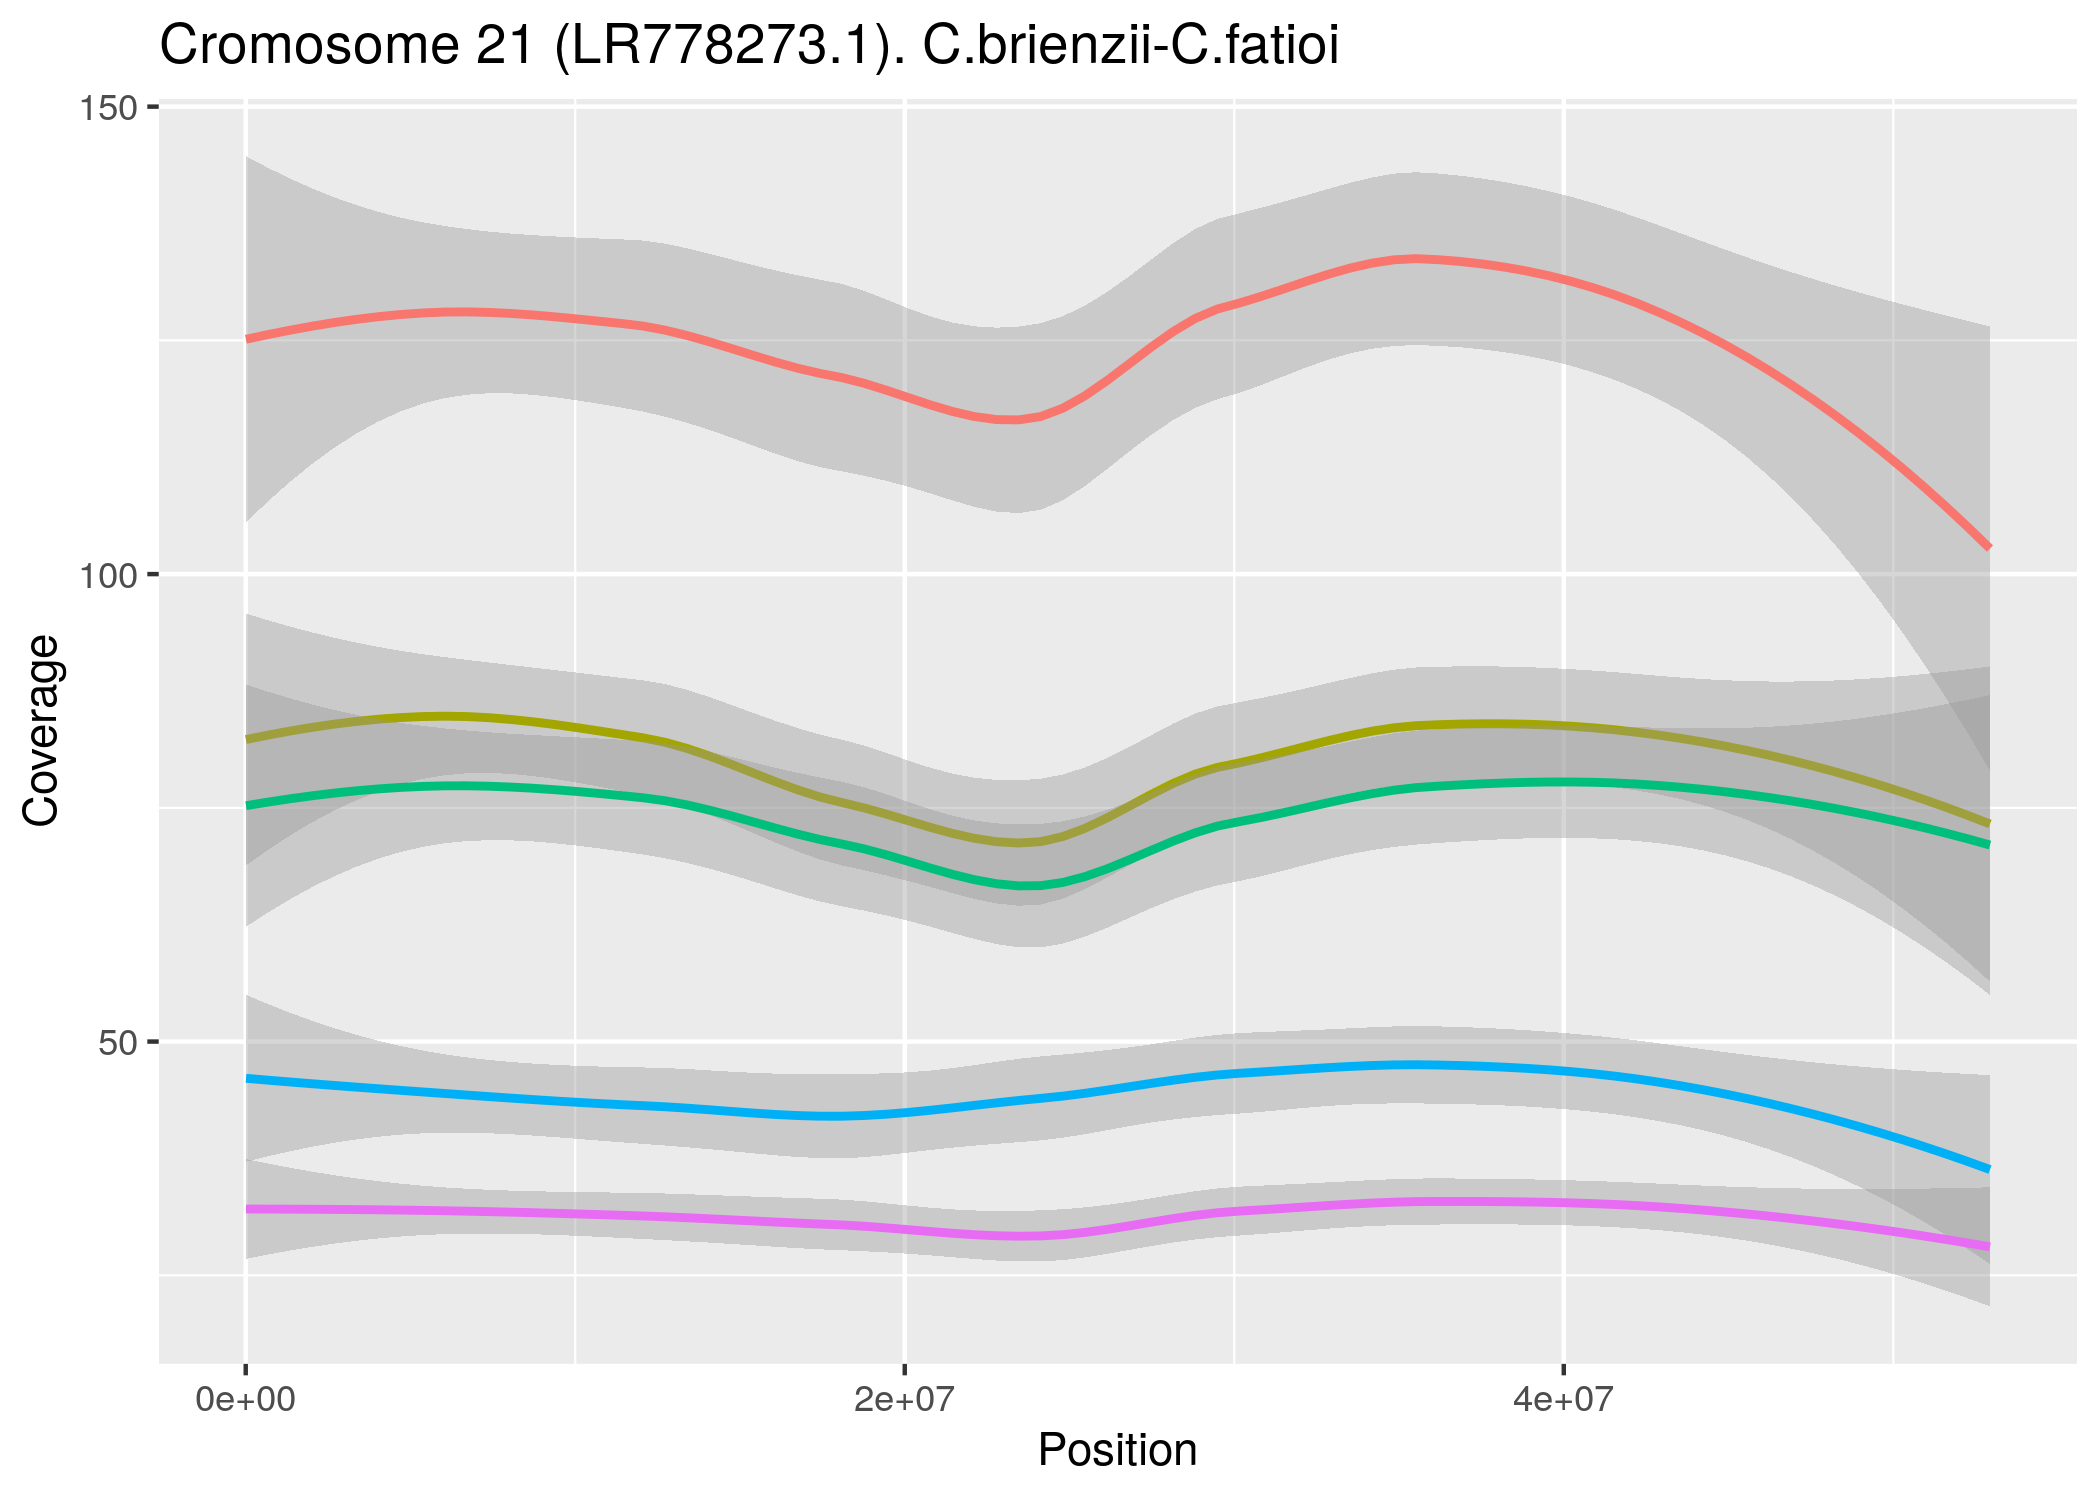 Cromosome 21 (LR778273.1). C.brienzii-C.fatioi
150
100
50
Coverage
0e+00 2e+07 4e+07
Position